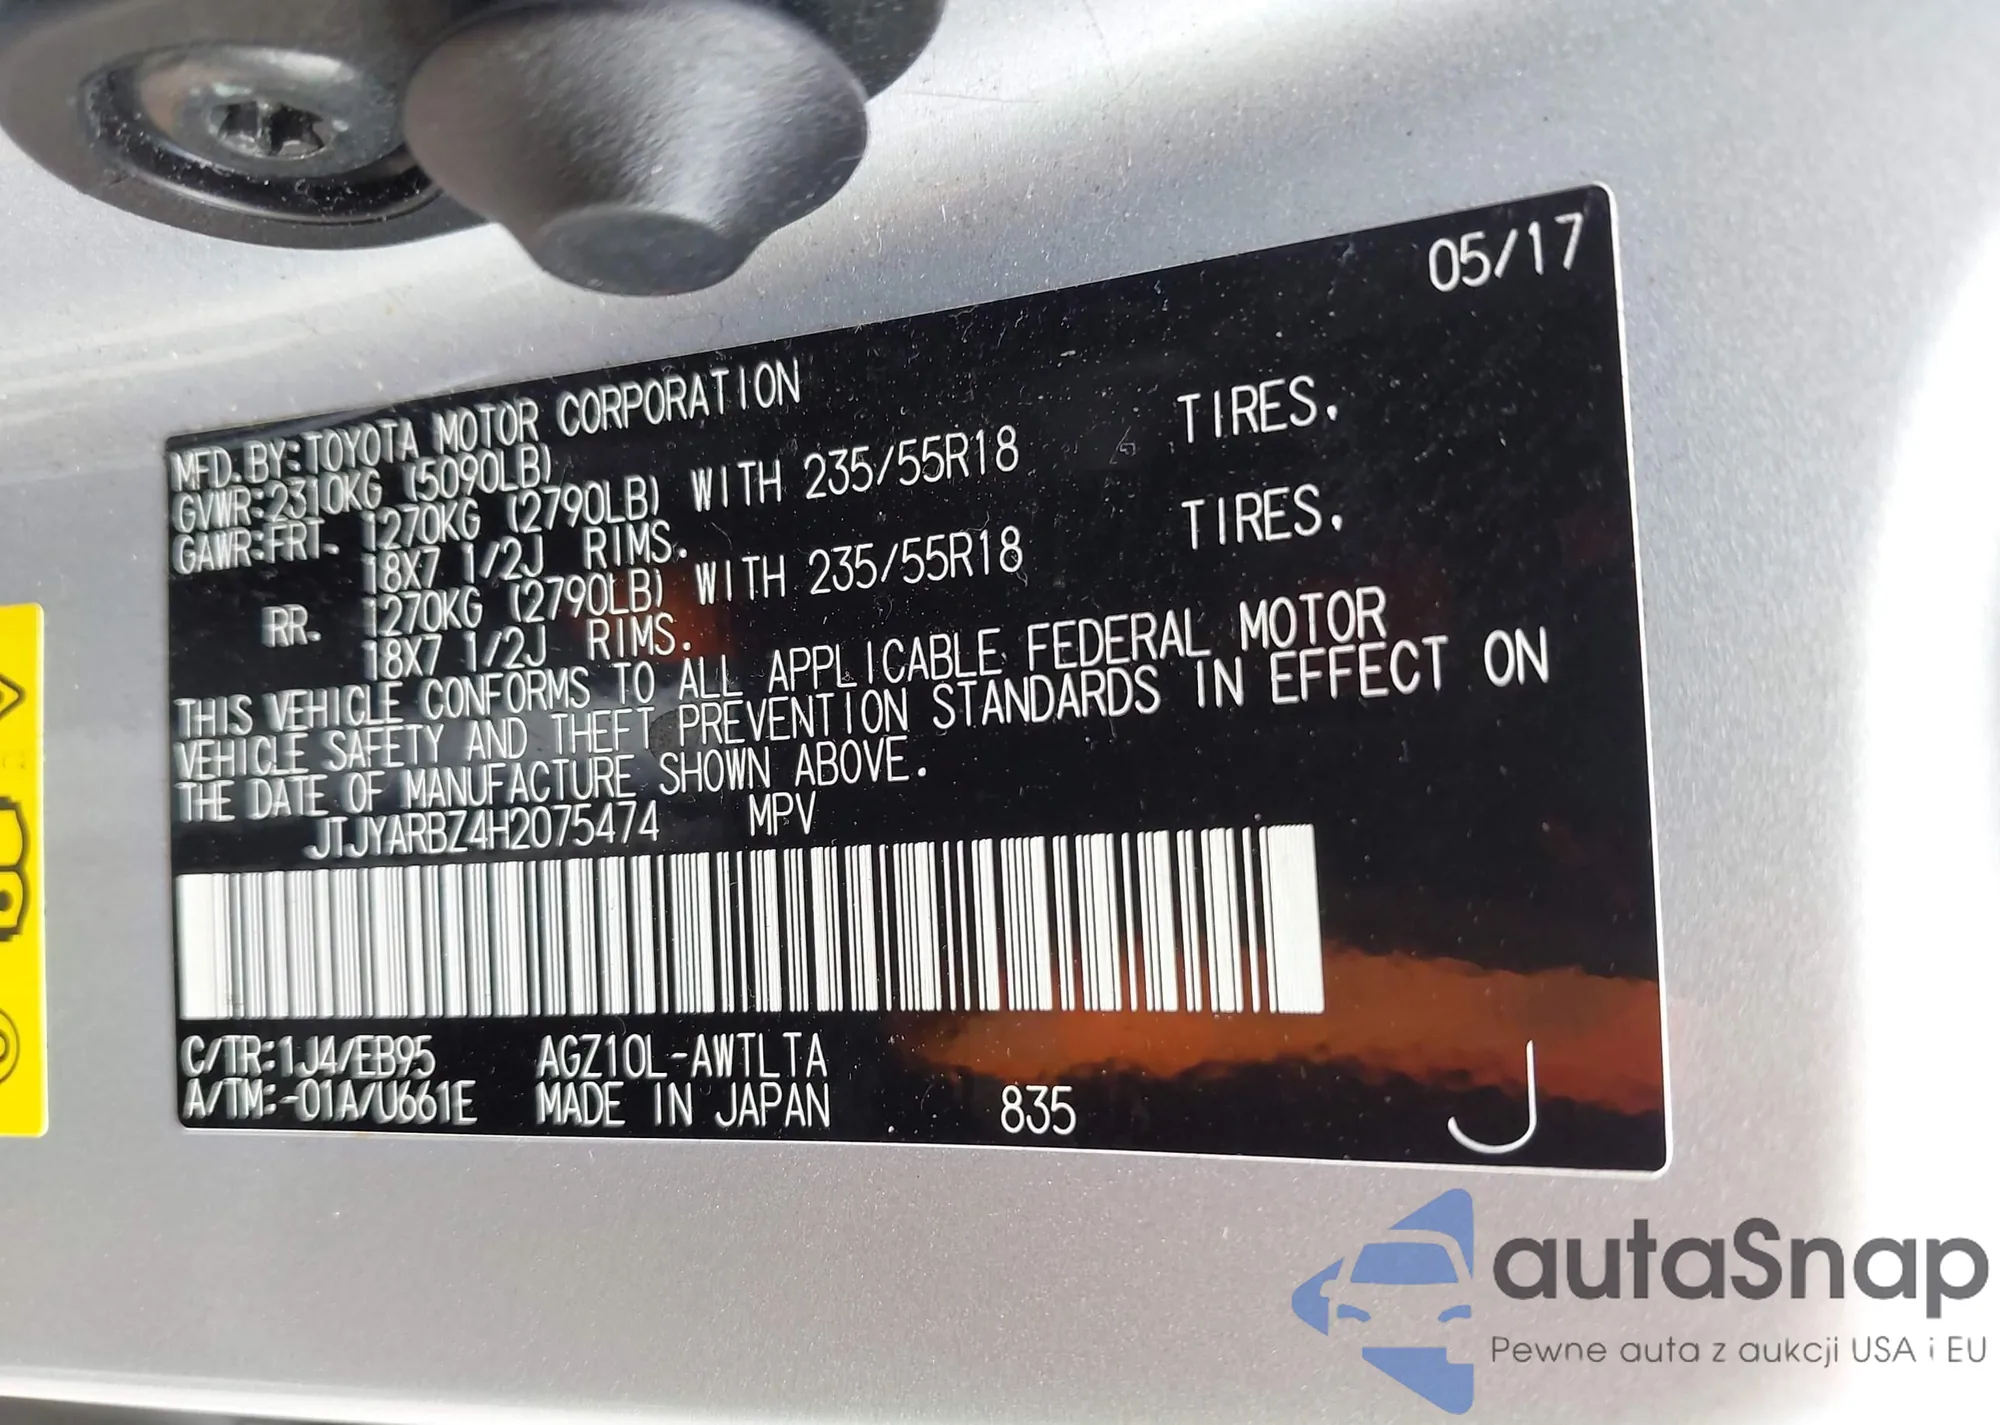 05/17
MFD.BY:TOYOTA MOTOR CORPORATION
GVWR:2310KG (5090LB)
GAWR:FRT. 1270KG (2790LB) WITH 235/55R18 TIRES.
18X7 1/2J RIMS.
RR. 1270KG (2790LB) WITH 235/55R18 TIRES.
18X7 1/2J RIMS.
THIS VEHICLE CONFORMS TO ALL APPLICABLE FEDERAL MOTOR
VEHICLE SAFETY AND THEFT PREVENTION STANDARDS IN EFFECT ON
THE DATE OF MANUFACTURE SHOWN ABOVE.
JTJYARBZ4H2075474 MPV
C/TR:1J4/EB95 AGZ10L-AWTLTA
A/TM:-01A/U661E MADE IN JAPAN 835 J
autaSnap
Pewne auta z aukcji USA i EU